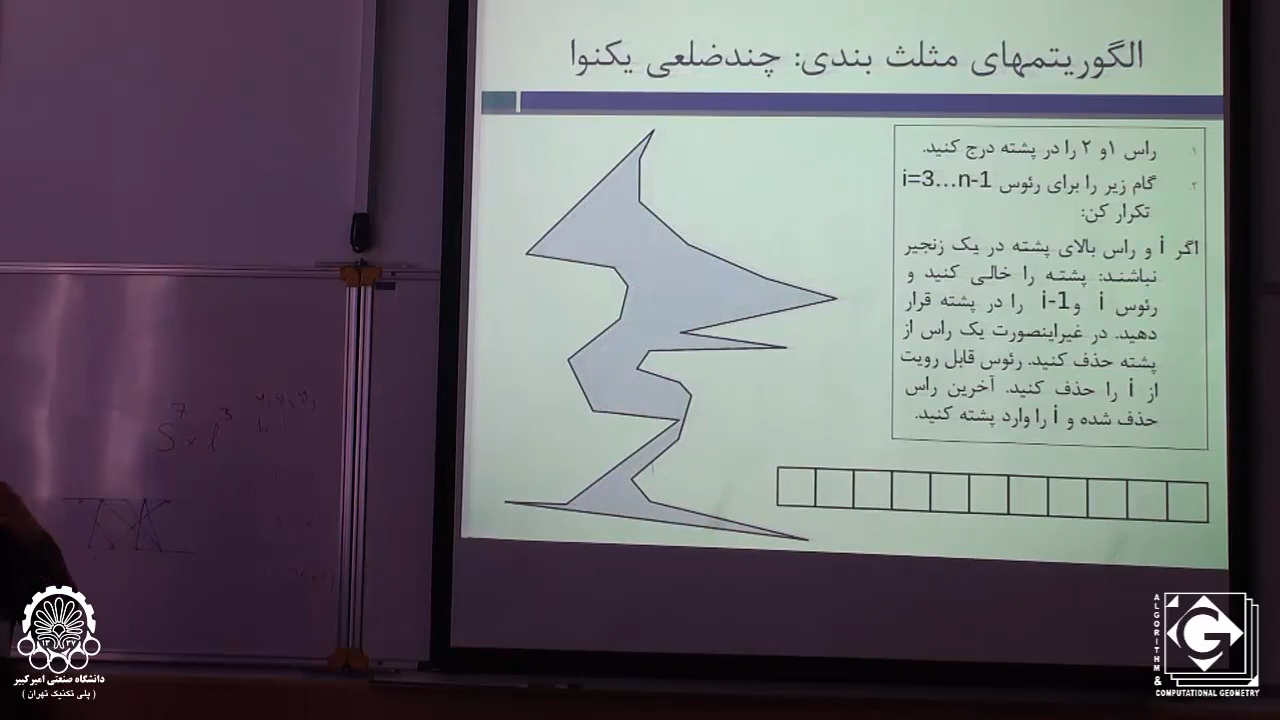 الگوریتمهای مثلث بندی: چندضلعی یکنوا
۱. راس ۱و ۲ را در پشته درج کنید.
۲. گام زیر را برای رئوس i=3…n-1
تکرار کن:
اگر i و راس بالای پشته در یک زنجیر
نباشند: پشته را خالی کنید و
رئوس i و i-1 را در پشته قرار
دهید. در غیراینصورت یک راس از
پشته حذف کنید. رئوس قابل رویت
از i را حذف کنید. آخرین راس
حذف شده و i را وارد پشته کنید.
دانشگاه صنعتی امیرکبیر
( پلی تکنیک تهران )
ALGORITHM &
G
COMPUTATIONAL GEOMETRY